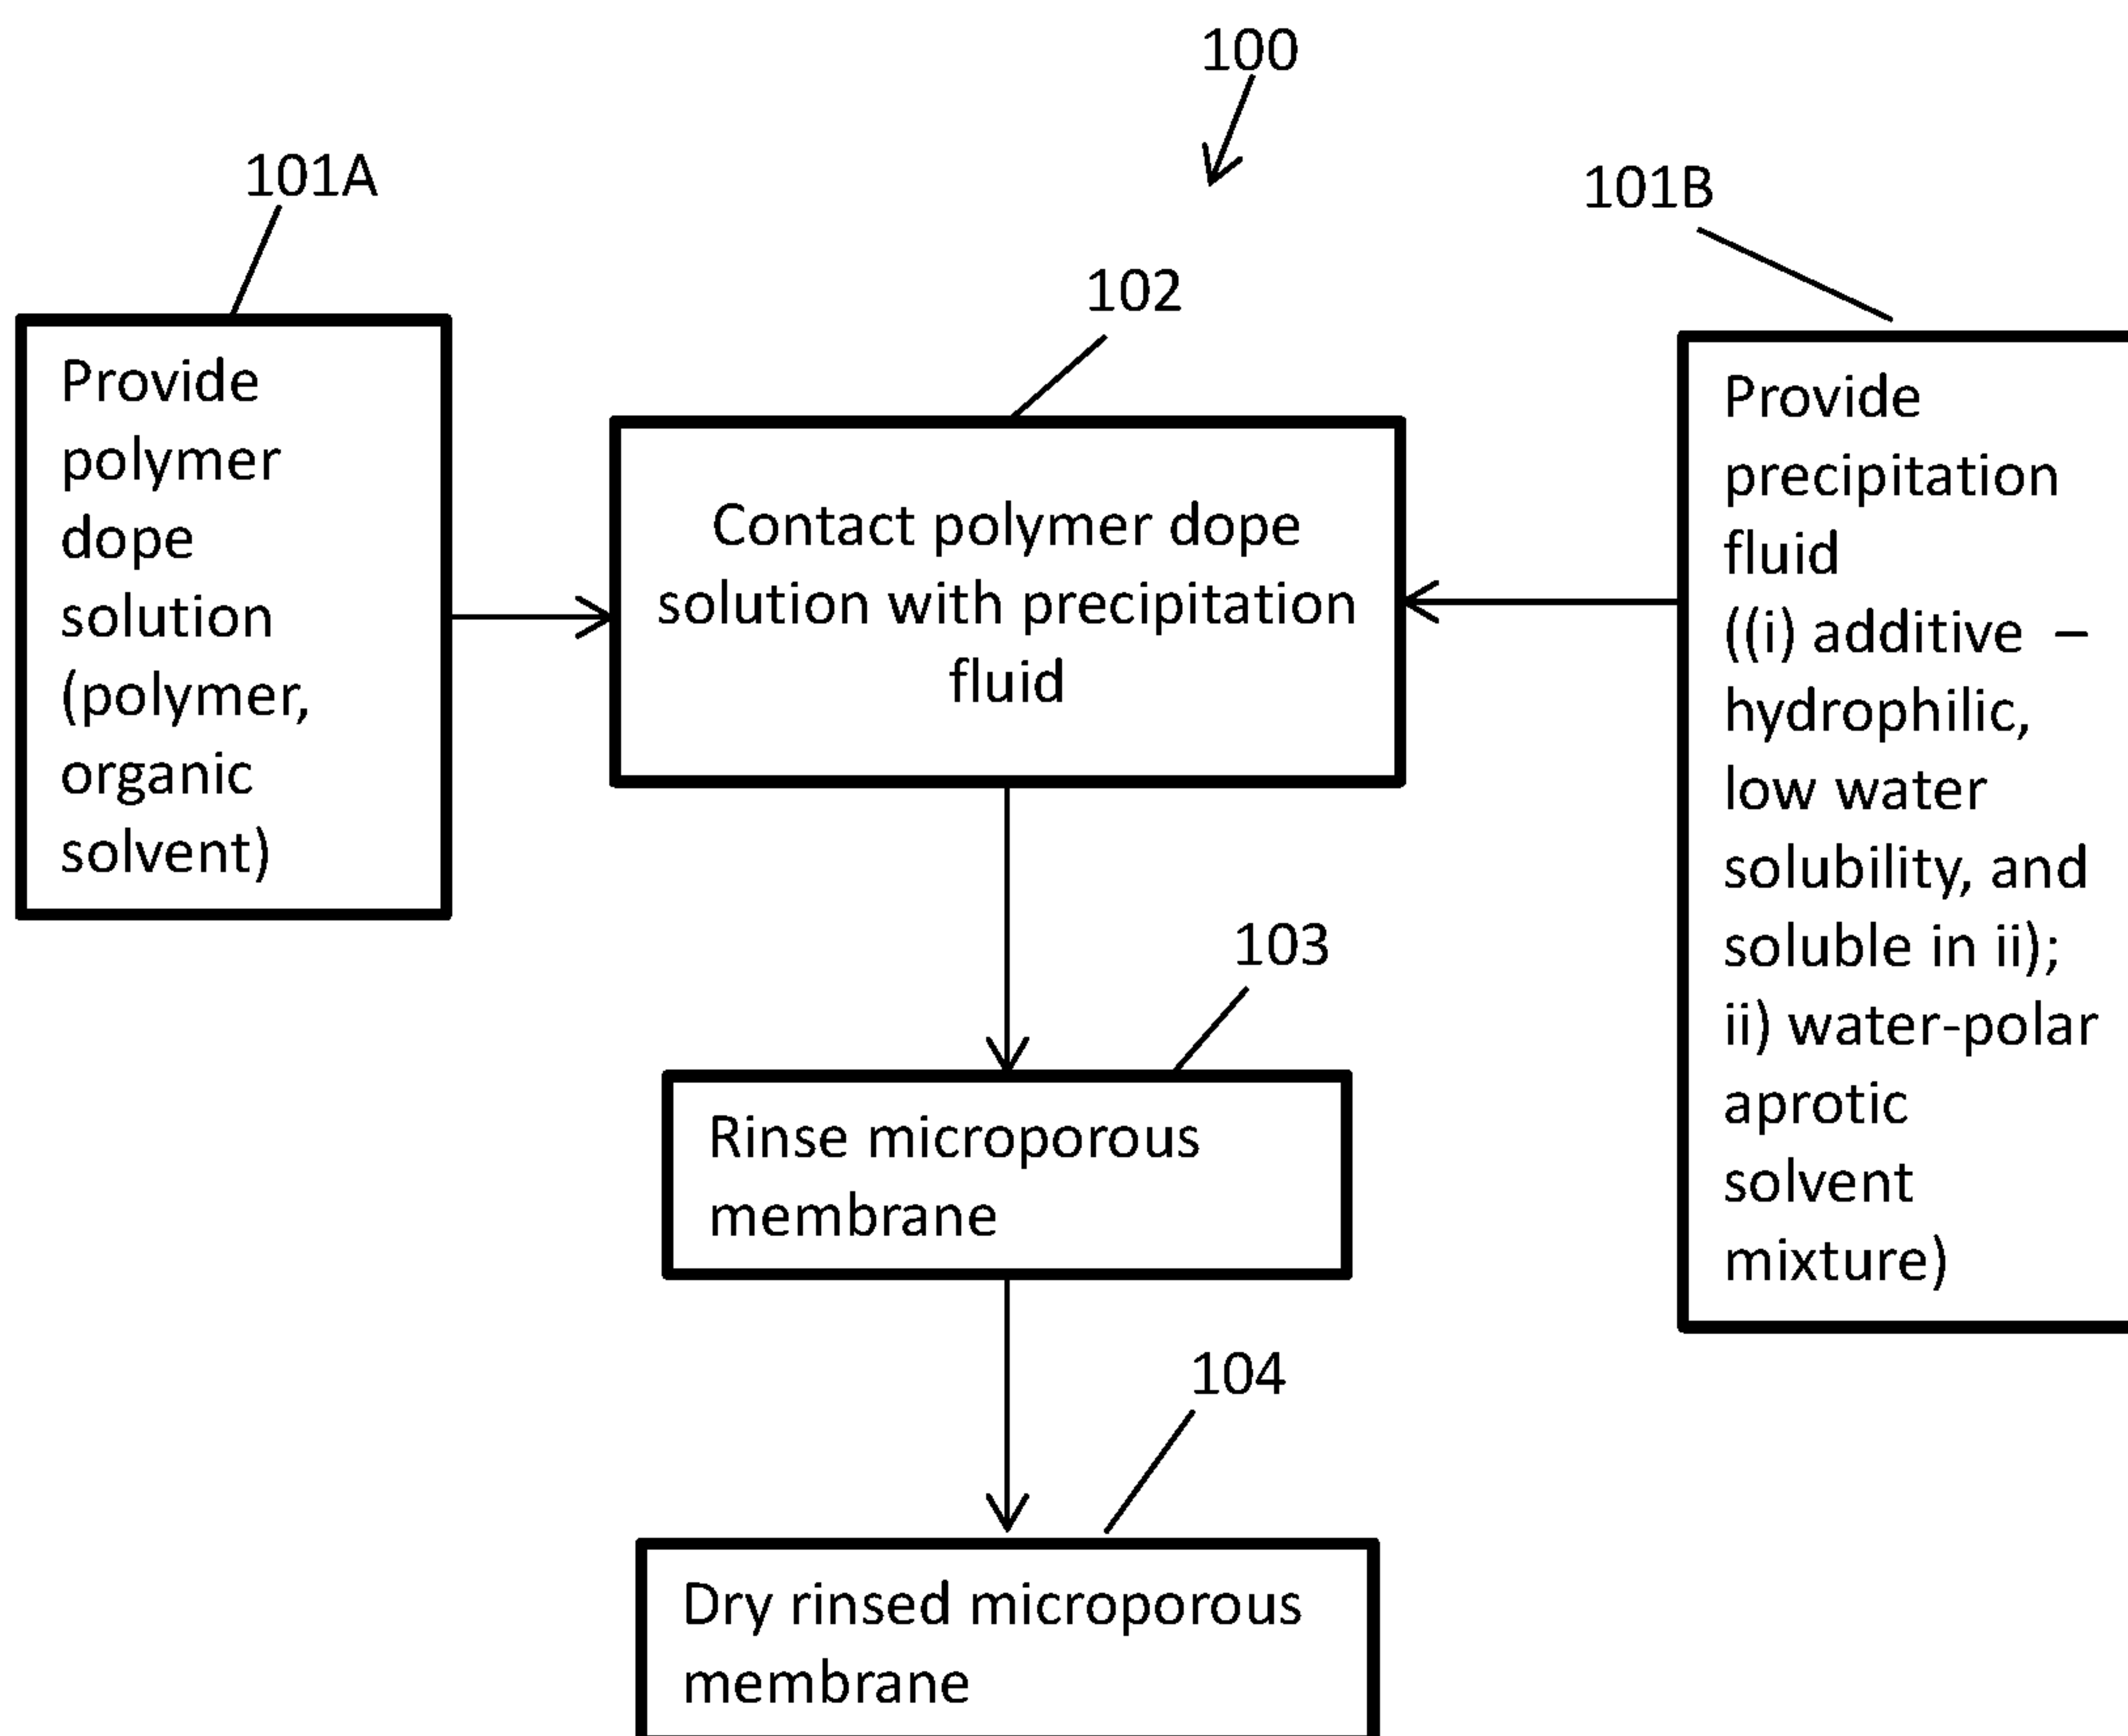 100
101A
101B
102
Provide
polymer
dope
solution
(polymer,
organic
solvent)
Contact polymer dope
solution with precipitation
fluid
Provide
precipitation
fluid
((i) additive –
hydrophilic,
low water
solubility, and
soluble in ii);
ii) water-polar
aprotic
solvent
mixture)
103
Rinse microporous
membrane
104
Dry rinsed microporous
membrane